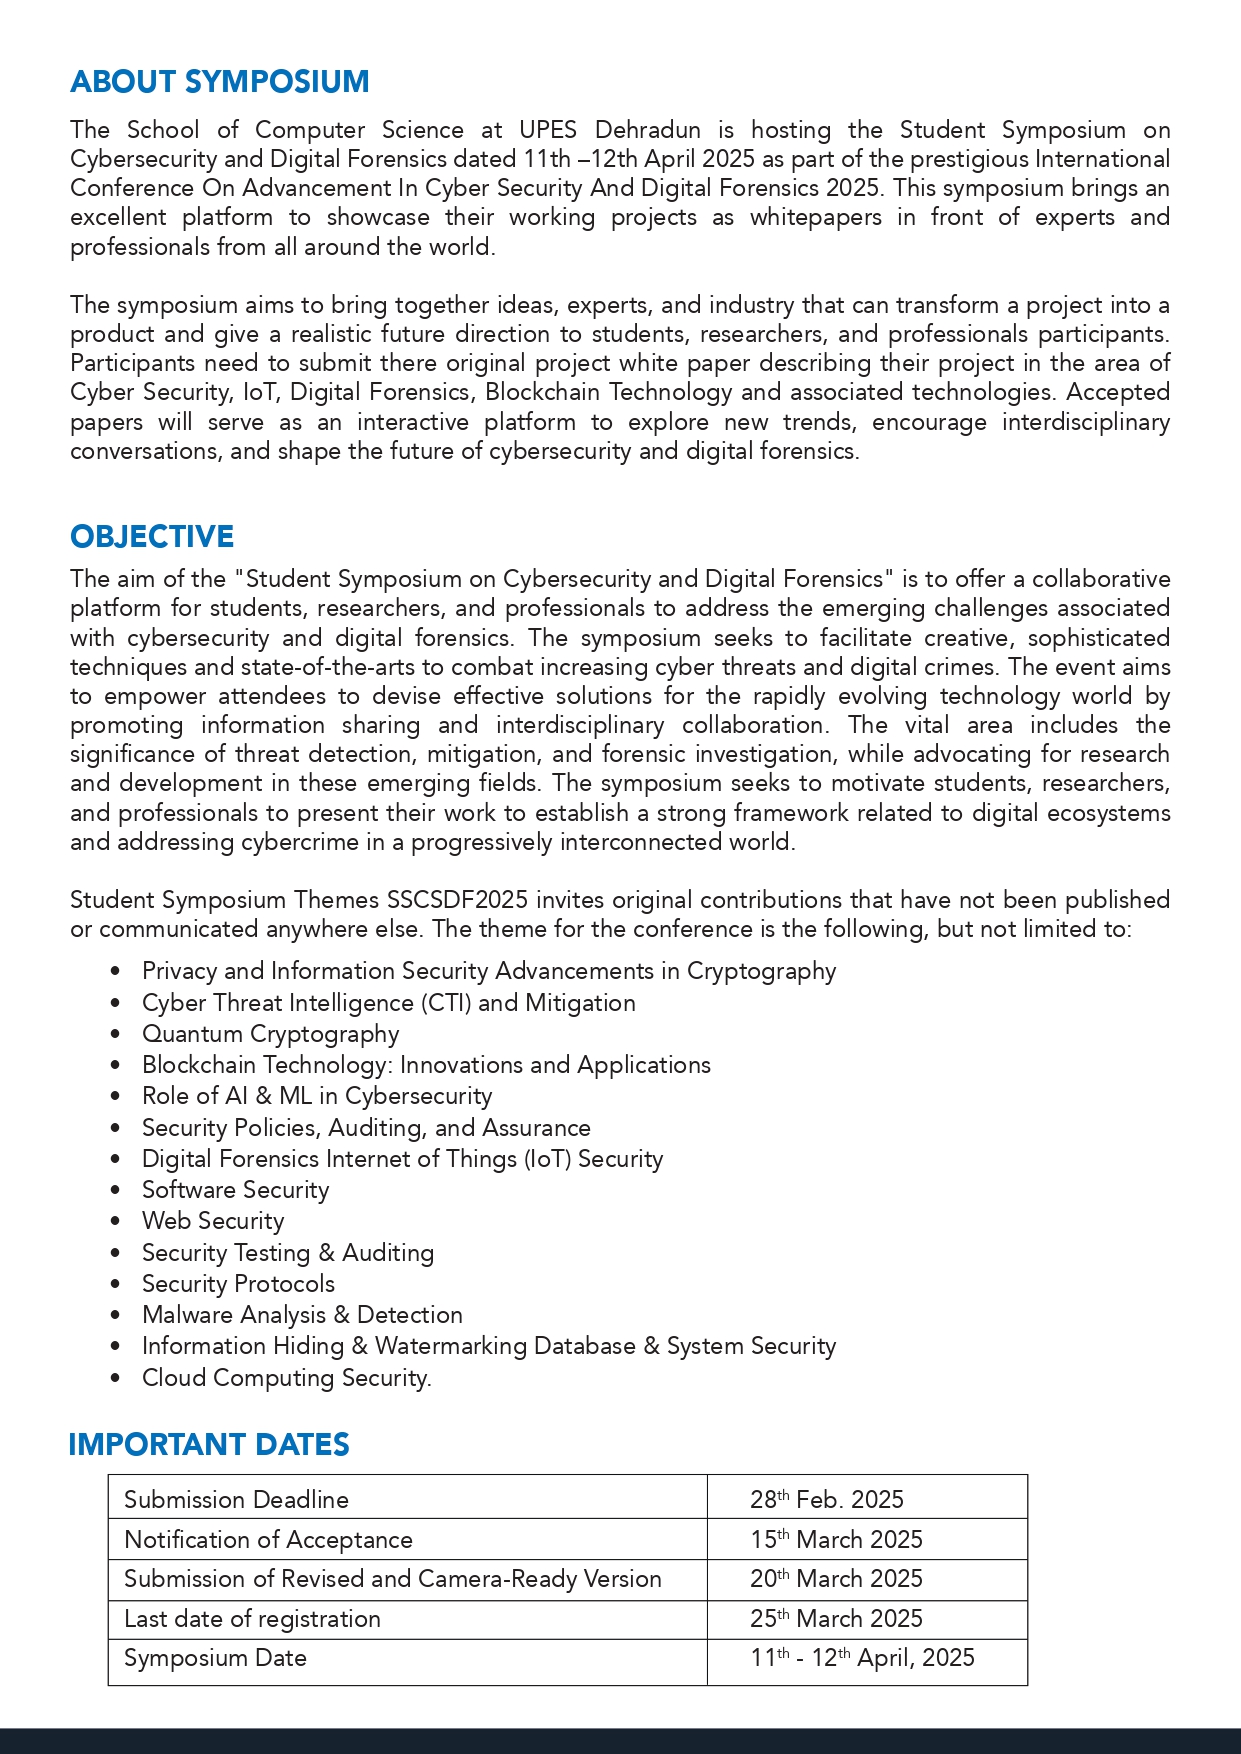 ABOUT SYMPOSIUM
The School of Computer Science at UPES Dehradun is hosting the Student Symposium on
Cybersecurity and Digital Forensics dated 11th –12th April 2025 as part of the prestigious International
Conference On Advancement In Cyber Security And Digital Forensics 2025. This symposium brings an
excellent platform to showcase their working projects as whitepapers in front of experts and
professionals from all around the world.
The symposium aims to bring together ideas, experts, and industry that can transform a project into a
product and give a realistic future direction to students, researchers, and professionals participants.
Participants need to submit there original project white paper describing their project in the area of
Cyber Security, IoT, Digital Forensics, Blockchain Technology and associated technologies. Accepted
papers will serve as an interactive platform to explore new trends, encourage interdisciplinary
conversations, and shape the future of cybersecurity and digital forensics.
OBJECTIVE
The aim of the "Student Symposium on Cybersecurity and Digital Forensics" is to offer a collaborative
platform for students, researchers, and professionals to address the emerging challenges associated
with cybersecurity and digital forensics. The symposium seeks to facilitate creative, sophisticated
techniques and state-of-the-arts to combat increasing cyber threats and digital crimes. The event aims
to empower attendees to devise effective solutions for the rapidly evolving technology world by
promoting information sharing and interdisciplinary collaboration. The vital area includes the
significance of threat detection, mitigation, and forensic investigation, while advocating for research
and development in these emerging fields. The symposium seeks to motivate students, researchers,
and professionals to present their work to establish a strong framework related to digital ecosystems
and addressing cybercrime in a progressively interconnected world.
Student Symposium Themes SSCSDF2025 invites original contributions that have not been published
or communicated anywhere else. The theme for the conference is the following, but not limited to:
• Privacy and Information Security Advancements in Cryptography
• Cyber Threat Intelligence (CTI) and Mitigation
• Quantum Cryptography
• Blockchain Technology: Innovations and Applications
• Role of AI & ML in Cybersecurity
• Security Policies, Auditing, and Assurance
• Digital Forensics Internet of Things (IoT) Security
• Software Security
• Web Security
• Security Testing & Auditing
• Security Protocols
• Malware Analysis & Detection
• Information Hiding & Watermarking Database & System Security
• Cloud Computing Security.
IMPORTANT DATES
Submission Deadline 28th Feb. 2025
Notification of Acceptance 15th March 2025
Submission of Revised and Camera-Ready Version 20th March 2025
Last date of registration 25th March 2025
Symposium Date 11th - 12th April, 2025